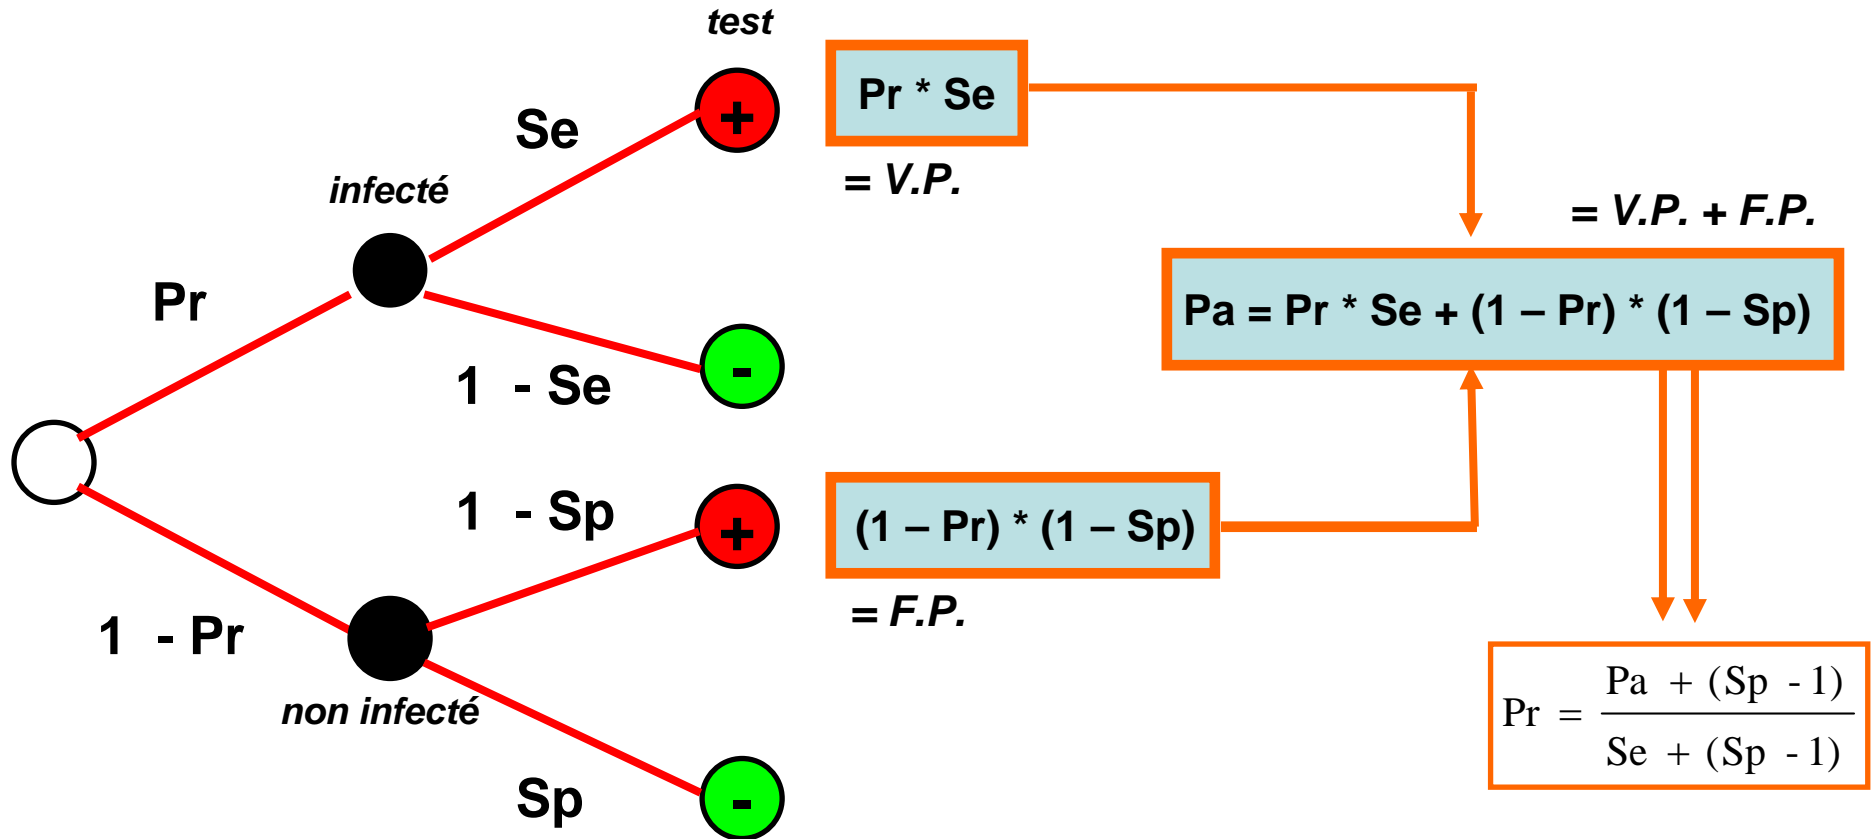 test
Se
+
Pr * Se
= V.P.
infecté
= V.P. + F.P.
Pr
Pa = Pr * Se + (1 – Pr) * (1 – Sp)
1 - Se
-
1 - Sp
+
(1 – Pr) * (1 – Sp)
= F.P.
1 - Pr
non infecté
Pr = Pa + (Sp - 1)
Se + (Sp - 1)
Sp
-